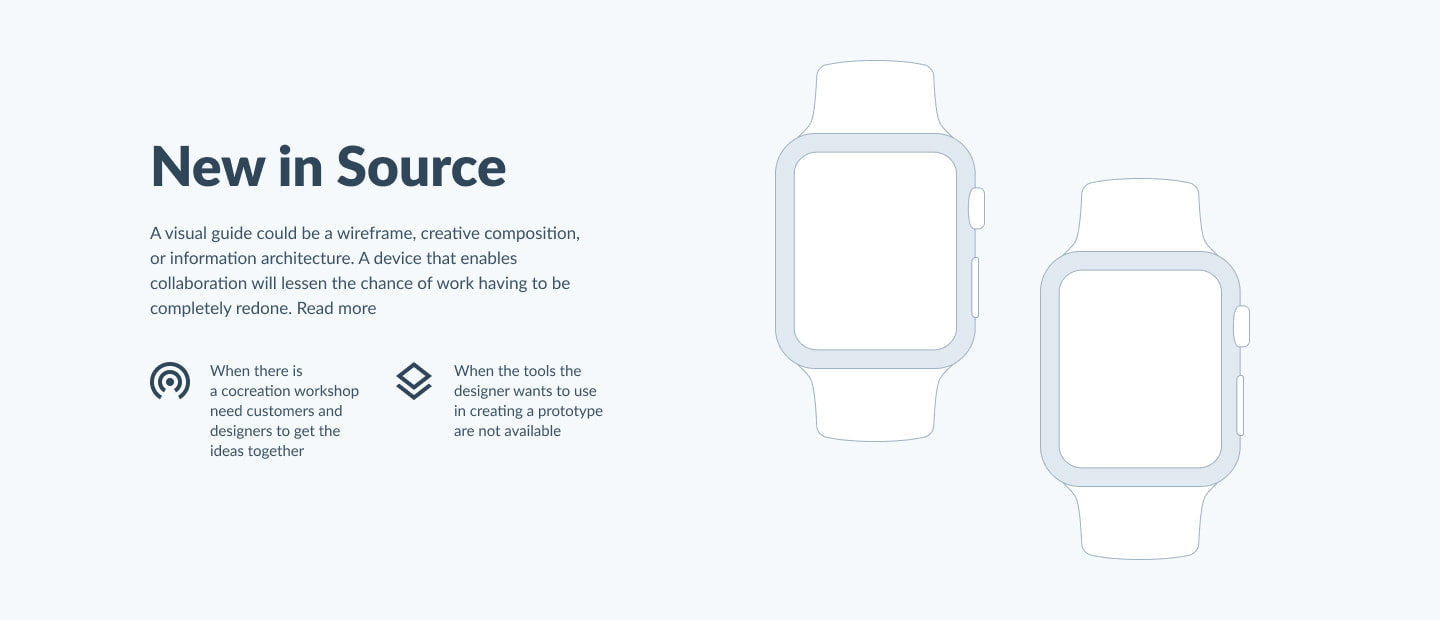 New in Source
A visual guide could be a wireframe, creative composition,
or information architecture. A device that enables
collaboration will lessen the chance of work having to be
completely redone. Read more
When there is
a cocreation workshop
need customers and
designers to get the
ideas together
When the tools the
designer wants to use
in creating a prototype
are not available